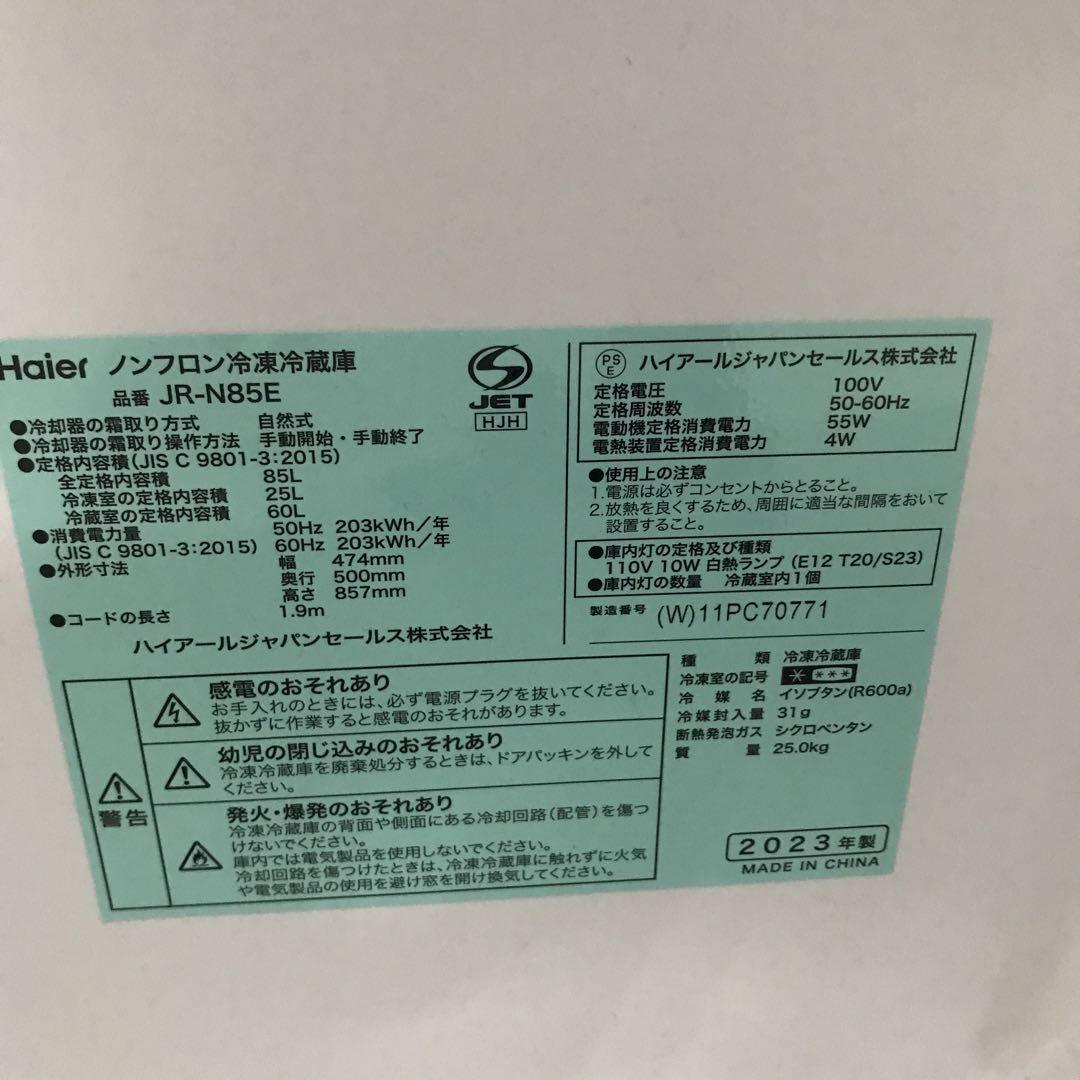 Haier ノンフロン冷凍冷蔵庫
品番 JR-N85E
JET
HJH
●冷却器の霜取り方式 自然式
●冷却器の霜取り操作方法 手動開始・手動終了
●定格内容積(JIS C 9801-3:2015)
全定格内容積 85L
冷凍室の定格内容積 25L
冷蔵室の定格内容積 60L
●消費電力量 50Hz 203kWh/年
(JIS C 9801-3:2015) 60Hz 203kWh/年
●外形寸法 幅 474mm
奥行 500mm
高さ 857mm
●コードの長さ 1.9m
ハイアールジャパンセールス株式会社
PSE ハイアールジャパンセールス株式会社
定格電圧 100V
定格周波数 50-60Hz
電動機定格消費電力 55W
電熱装置定格消費電力 4W
●使用上の注意
1.電源は必ずコンセントからとること。
2.放熱を良くするため、周囲に適当な間隔をおいて
設置すること。
●庫内灯の定格及び種類
110V 10W 白熱ランプ (E12 T20/S23)
●庫内灯の数量 冷蔵室内1個
製造番号 (W)11PC70771
種類 冷凍冷蔵庫
冷凍室の記号 * ***
冷媒名 イソブタン(R600a)
冷媒封入量 31g
断熱発泡ガス シクロペンタン
質量 25.0kg
2023年製
MADE IN CHINA
警告
感電のおそれあり
お手入れのときには、必ず電源プラグを抜いてください。
抜かずに作業すると感電のおそれがあります。
幼児の閉じ込みのおそれあり
冷凍冷蔵庫を廃棄処分するときは、ドアパッキンを外して
ください。
発火・爆発のおそれあり
冷凍冷蔵庫の背面や側面にある冷却回路(配管)を傷つ
けないでください。
庫内では電気製品を使用しないでください。
冷却回路を傷つけたときは、冷凍冷蔵庫に触れずに火気
や電気製品の使用を避け窓を開け換気してください。